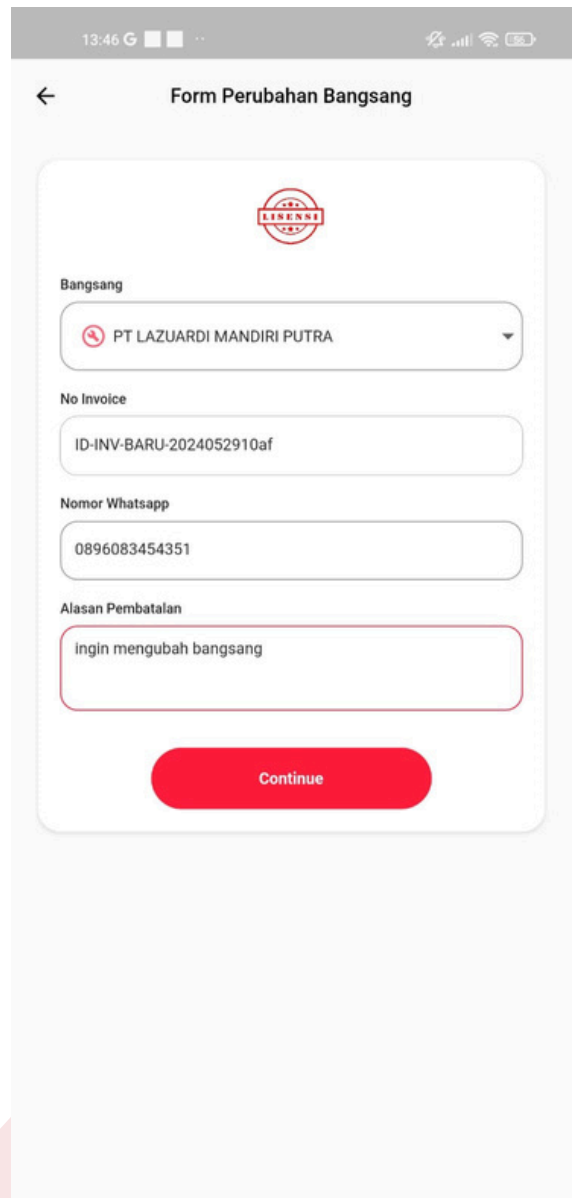 13:46 G
56
Form Perubahan Bangsang
LISENSI
Bangsang
PT LAZUARDI MANDIRI PUTRA
No Invoice
ID-INV-BARU-2024052910af
Nomor Whatsapp
0896083454351
Alasan Pembatalan
ingin mengubah bangsang
Continue